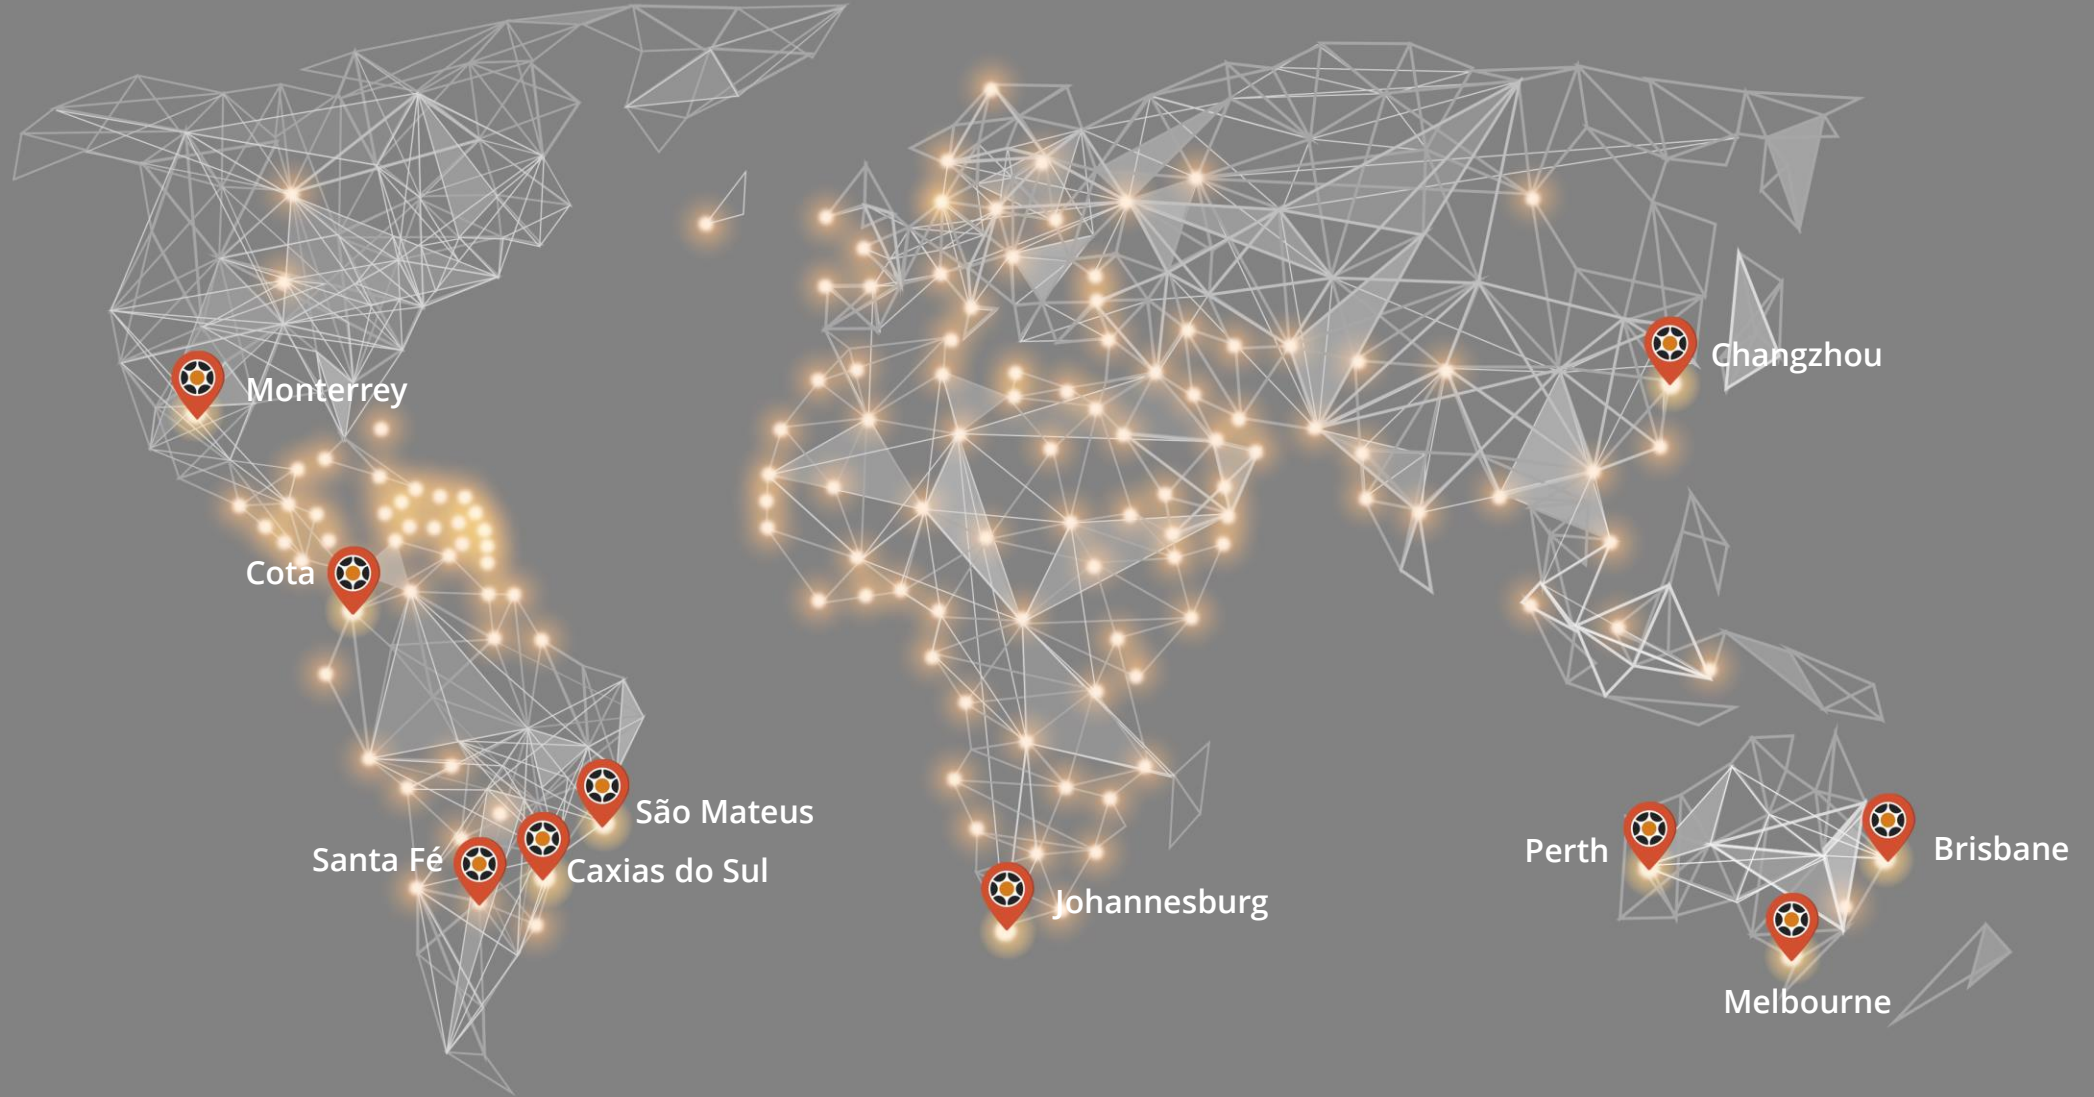 Changzhou
Monterrey
Cota
São Mateus
Santa Fé
Caxias do Sul
Johannesburg
Perth
Brisbane
Melbourne